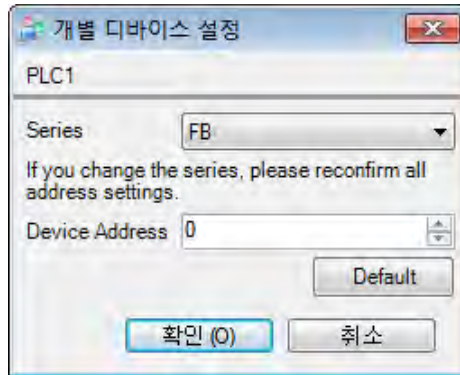 개별 디바이스 설정
PLC1
Series FB
If you change the series, please reconfirm all
address settings.
Device Address 0
Default
확인 (O) 취소